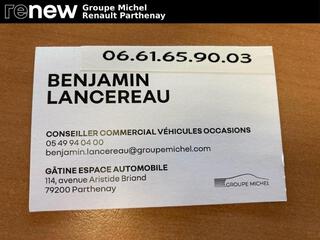 renew
Groupe Michel
Renault Parthenay
06.61.65.90.03
BENJAMIN
LANCEREAU
CONSEILLER COMMERCIAL VÉHICULES OCCASIONS
05 49 94 04 00
benjamin.lancereau@groupemichel.com
GÂTINE ESPACE AUTOMOBILE
114, avenue Aristide Briand
79200 Parthenay
GROUPE MICHEL